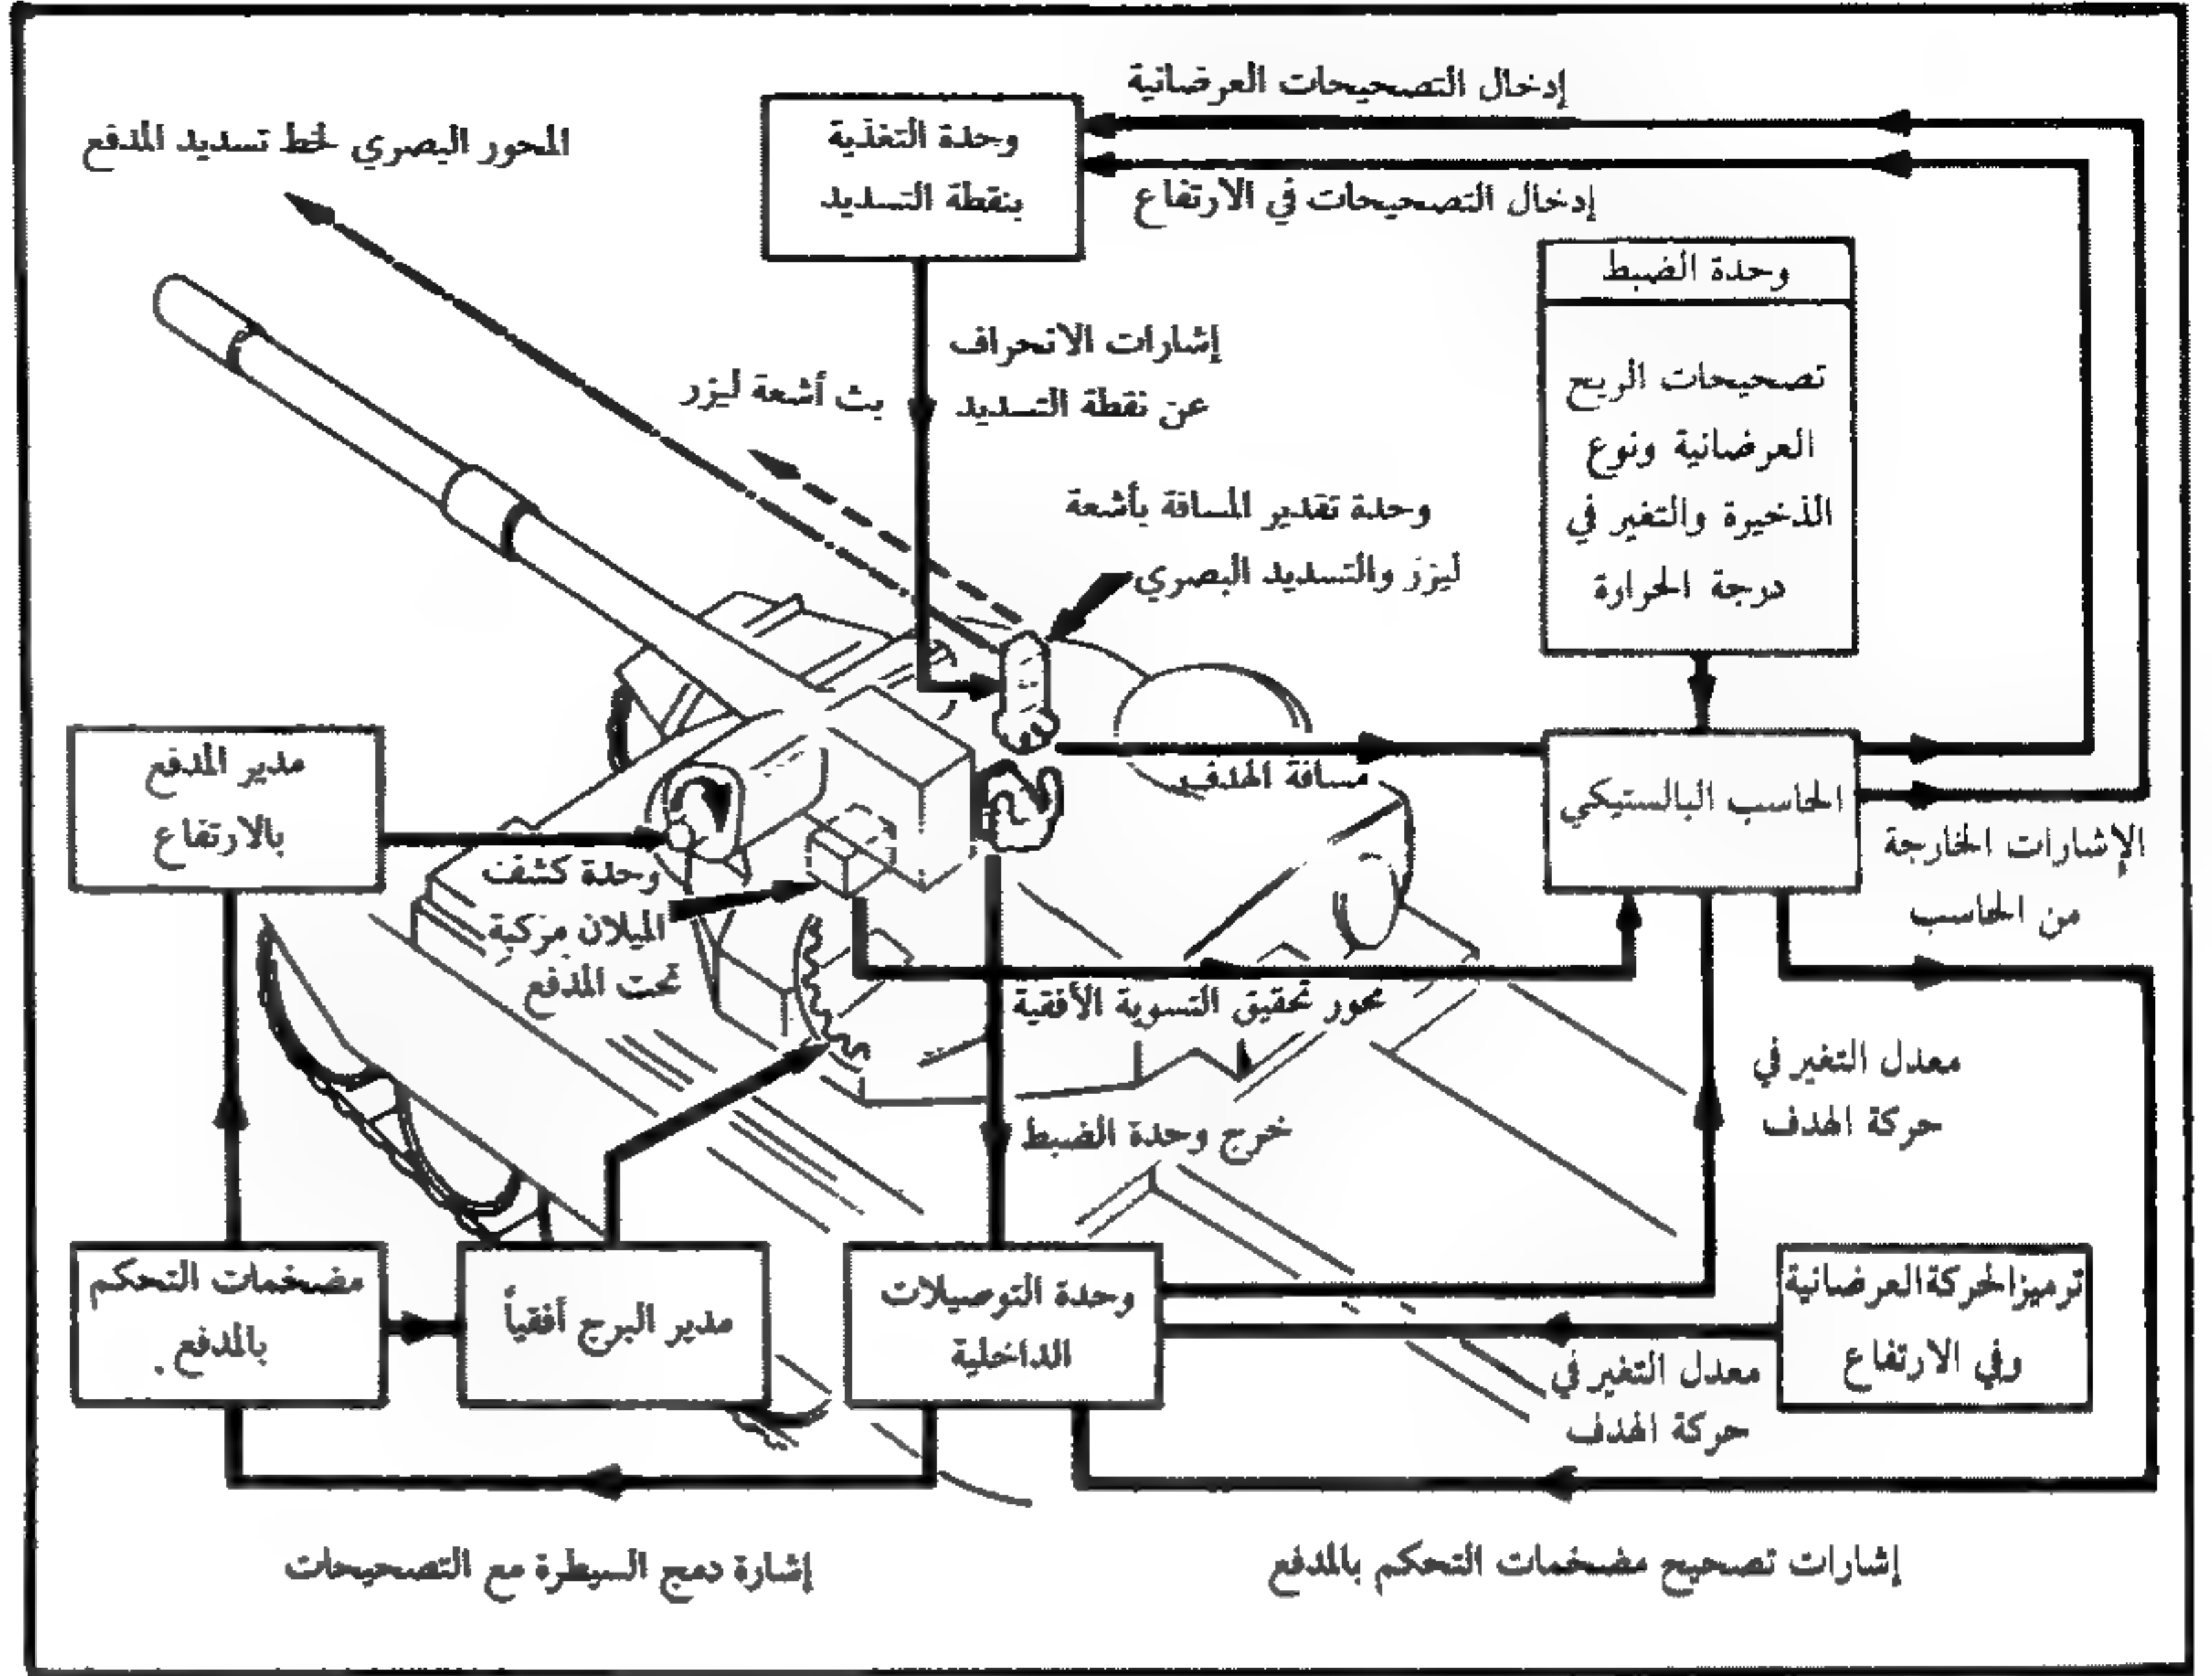 إدخال التصحيحات العرضانية
وحدة التغذية
بنقطة التسديد
المحور البصري لخط تسديد المدفع
إدخال التصحيحات في الارتفاع
وحدة الضبط
تصحيحات الريح
العرضانية ونوع
الذخيرة والتغير في
درجة الحرارة
إشارات الانحراف
عن نقطة التسديد
بث أشعة ليزر
وحدة تقدير المسافة بأشعة
ليزر والتسديد البصري
مدير المدفع
بالارتفاع
مسافة الهدف
الحاسب البالستيكي
الإشارات الخارجة
من الحاسب
وحدة كشف
الميلان مركبة
تحت المدفع
محور تحقيق التسوية الأفقية
معدل التغير في
حركة الهدف
خرج وحدة الضبط
ترميز الحركة العرضانية
وفي الارتفاع
وحدة التوصيلات
الداخلية
مدير البرج أفقياً
مضخمات التحكم
بالمدفع .
معدل التغير في
حركة الهدف
إشارات تصحيح مضخمات التحكم بالمدفع
إشارة دمج السيطرة مع التصحيحات